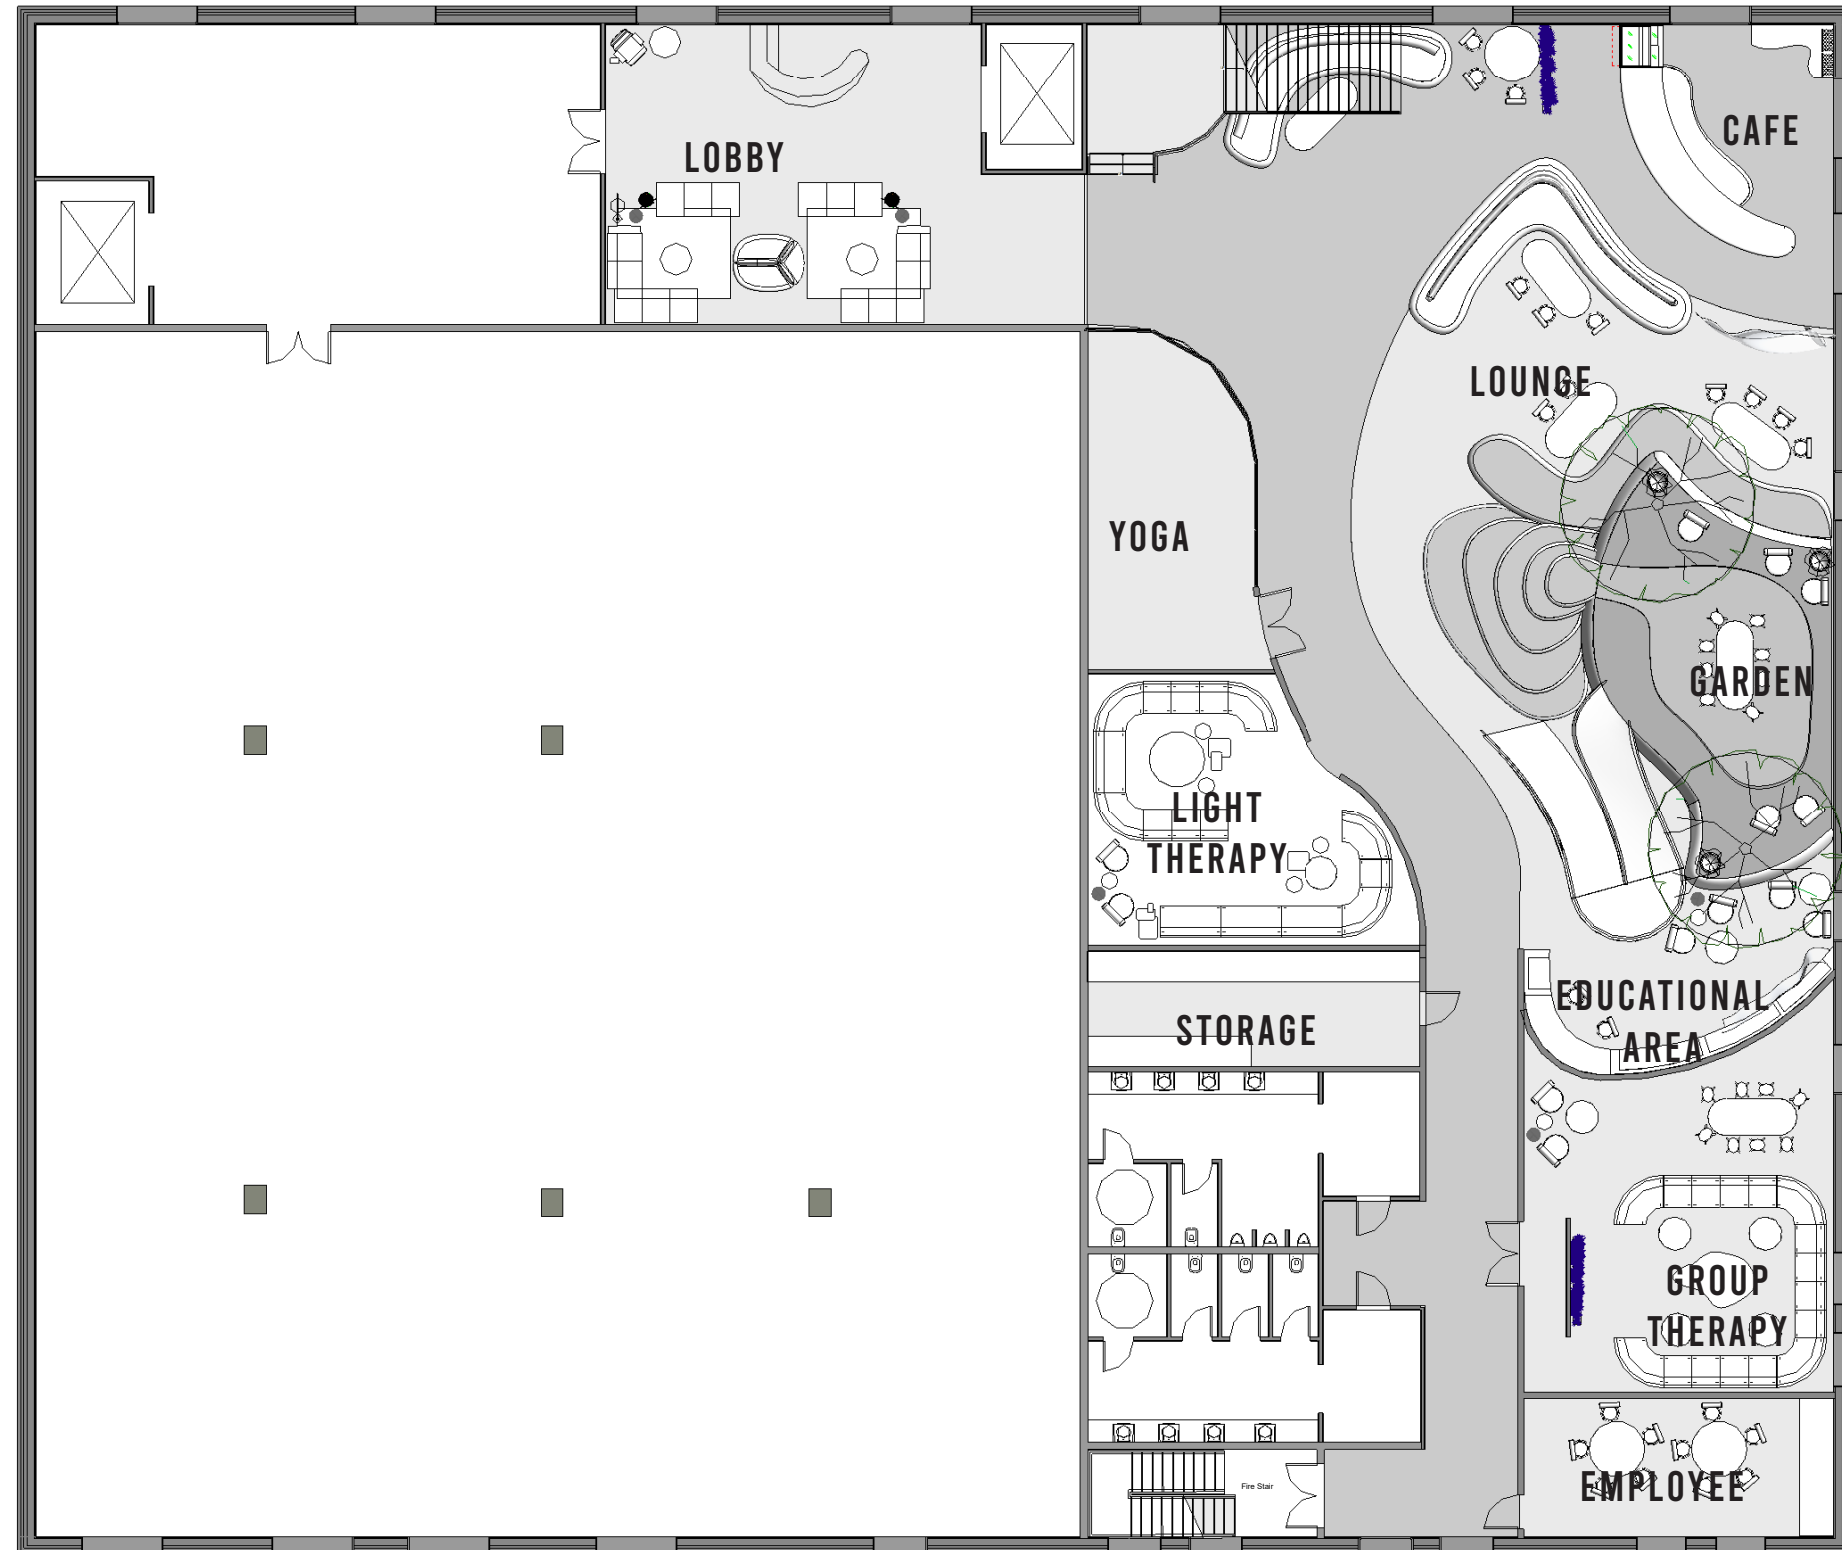 CAFE
LOBBY
LOUNGE
YOGA
GARDEN
LIGHT
THERAPY
EDUCATIONAL
AREA
STORAGE
GROUP
THERAPY
EMPLOYEE
Fire Stair